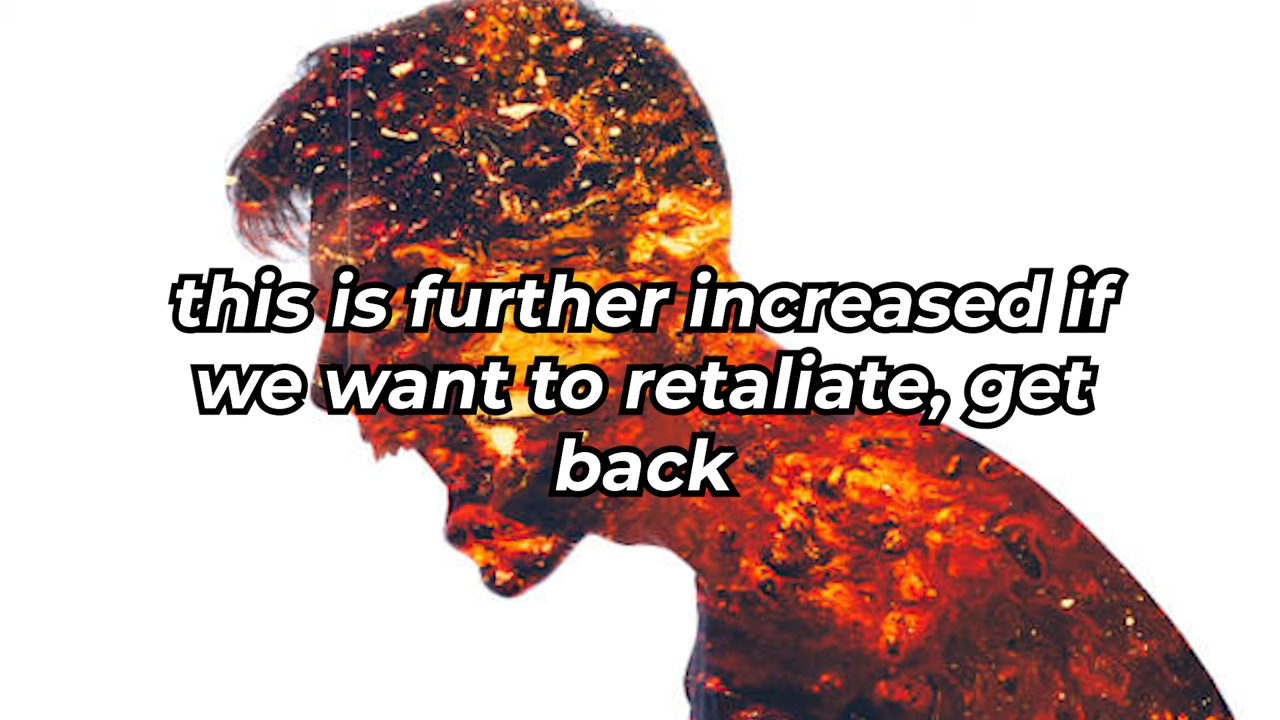 this is further increased if
we want to retaliate, get
back